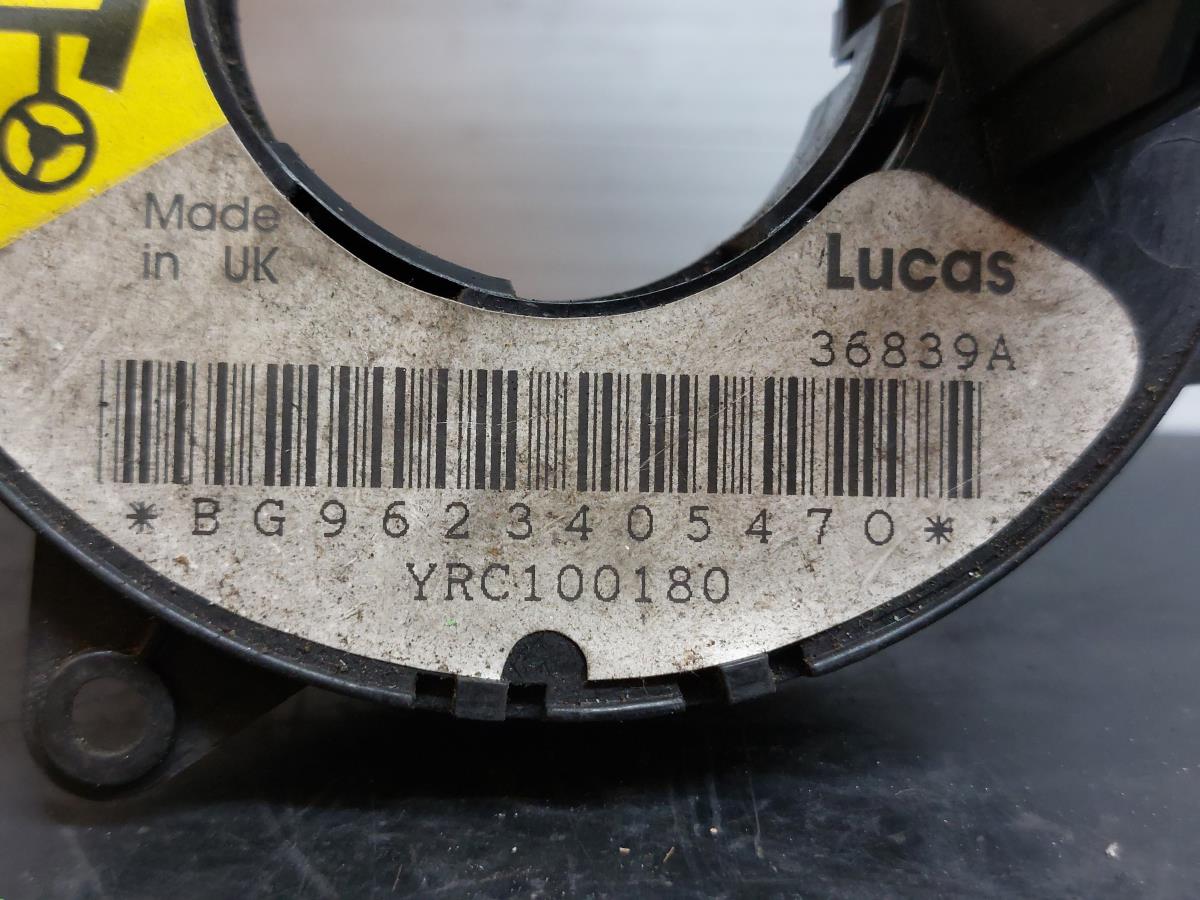 Made
in UK
Lucas
36839A
*BG9623405470*
YRC100180